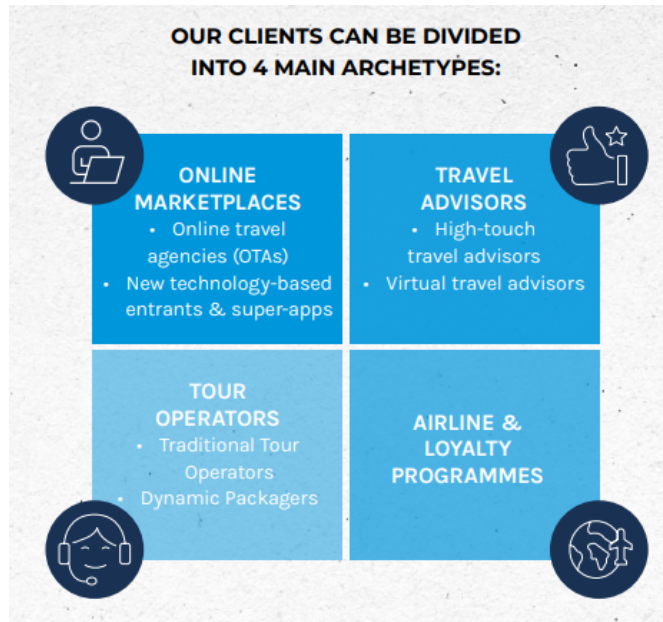 OUR CLIENTS CAN BE DIVIDED
INTO 4 MAIN ARCHETYPES:
ONLINE
MARKETPLACES
• Online travel
agencies (OTAs)
• New technology-based
entrants & super-apps
TRAVEL
ADVISORS
• High-touch
travel advisors
• Virtual travel advisors
TOUR
OPERATORS
• Traditional Tour
Operators
• Dynamic Packagers
AIRLINE &
LOYALTY
PROGRAMMES